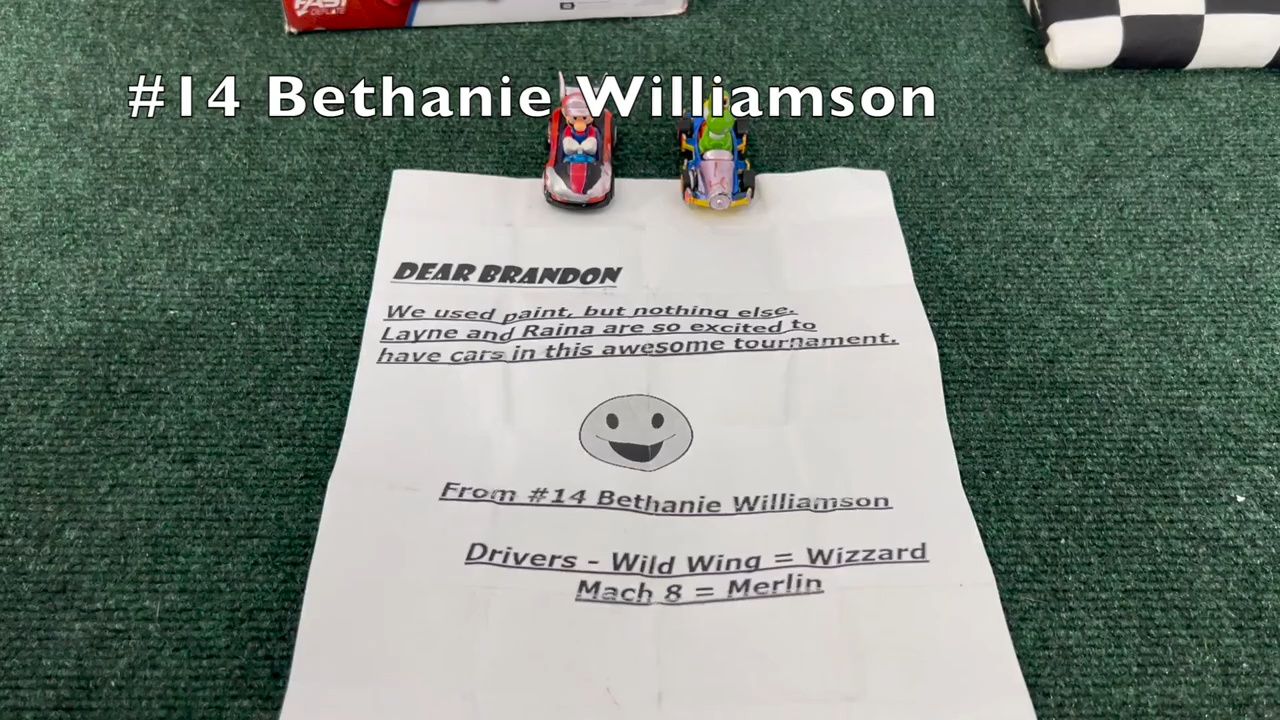 FAST
#14 Bethanie Williamson
DEAR BRANDON
We used paint, but nothing else.
Layne and Raina are so excited to
have cars in this awesome tournament.
From #14 Bethanie Williamson
Drivers - Wild Wing = Wizzard
Mach 8 = Merlin